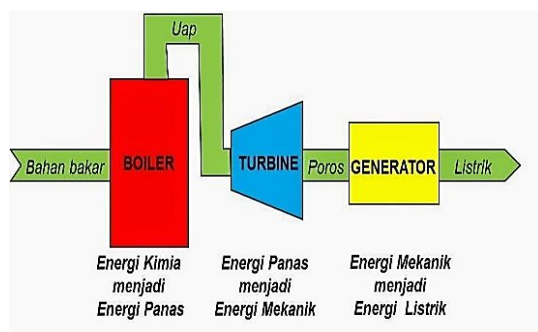 Uap
Bahan bakar
BOILER
TURBINE
Poros
GENERATOR
Listrik
Energi Kimia
menjadi
Energi Panas
Energi Panas
menjadi
Energi Mekanik
Energi Mekanik
menjadi
Energi Listrik